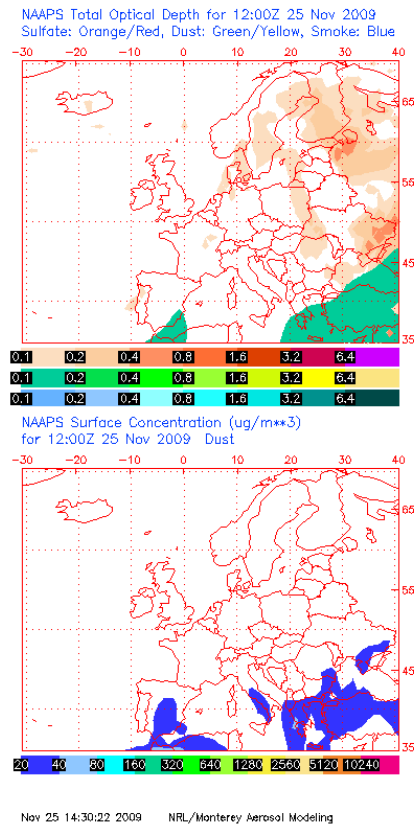 NAAPS Total Optical Depth for 12:00Z 25 Nov 2009
Sulfate: Orange/Red, Dust: Green/Yellow, Smoke: Blue
-10 0 10 20 30 40
65
55
45
35
0.1 0.2 0.4 0.8 1.6 3.2 6.4
0.1 0.2 0.4 0.8 1.6 3.2 6.4
0.1 0.2 0.4 0.8 1.6 3.2 6.4
NAAPS Surface Concentration (ug/m**3)
for 12:00Z 25 Nov 2009 Dust
-30 -20 -10 0 10 20 30 40
65
55
45
35
20 40 80 160 320 640 1280 2560 5120 10240
Nov 25 14:30:22 2009 NRL/Monterey Aerosol Modeling